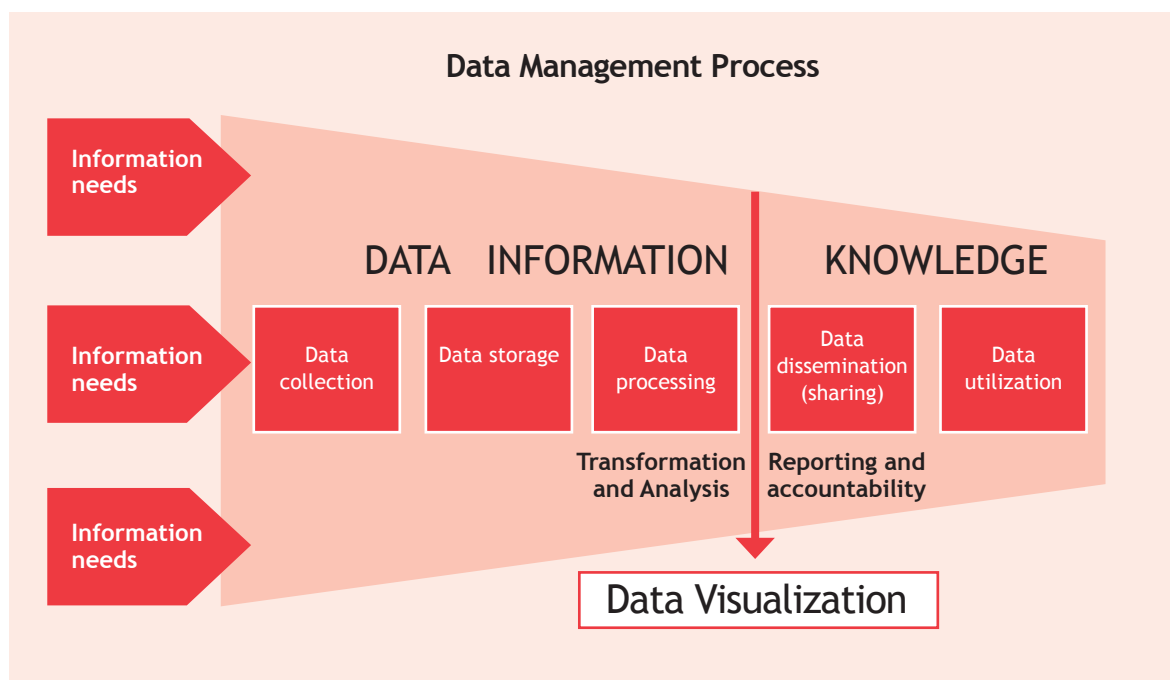 Data Management Process
Information
needs
DATA INFORMATION KNOWLEDGE
Information
needs
Data
collection
Data storage
Data
processing
Data
dissemination
(sharing)
Data
utilization
Transformation
and Analysis
Reporting and
accountability
Information
needs
Data Visualization